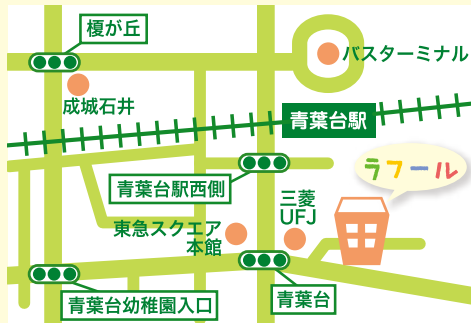 榎が丘
バスターミナル
成城石井
青葉台駅
ラフール
青葉台駅西側
三菱
UFJ
東急スクエア
本館
青葉台幼稚園入口
青葉台